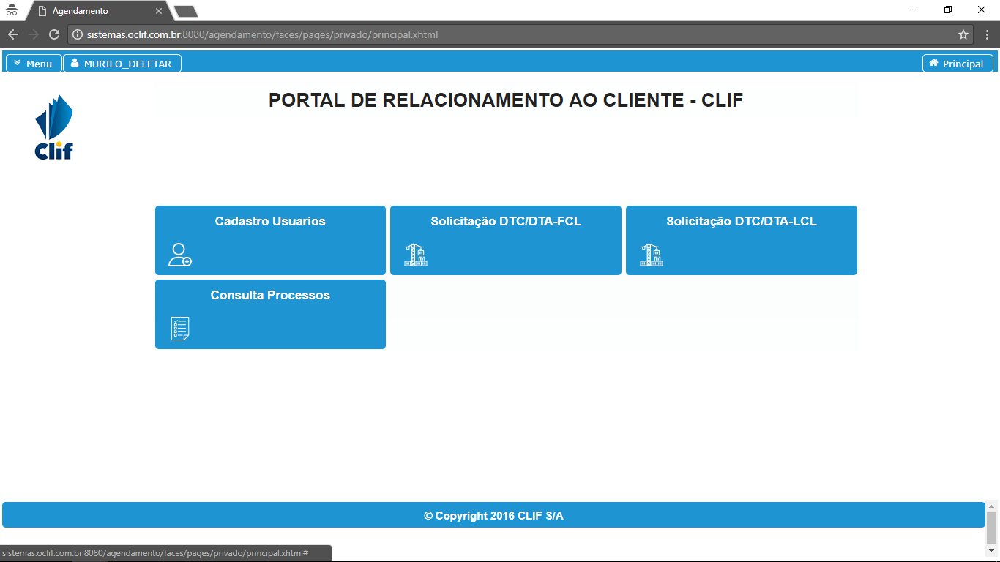 Agendamento
sistemas.oclif.com.br:8080/agendamento/faces/pages/privado/principal.xhtml
Menu
MURILO_DELETAR
Principal
PORTAL DE RELACIONAMENTO AO CLIENTE - CLIF
Clif
Cadastro Usuarios
Solicitação DTC/DTA-FCL
Solicitação DTC/DTA-LCL
Consulta Processos
© Copyright 2016 CLIF S/A
sistemas.oclif.com.br:8080/agendamento/faces/pages/privado/principal.xhtml#